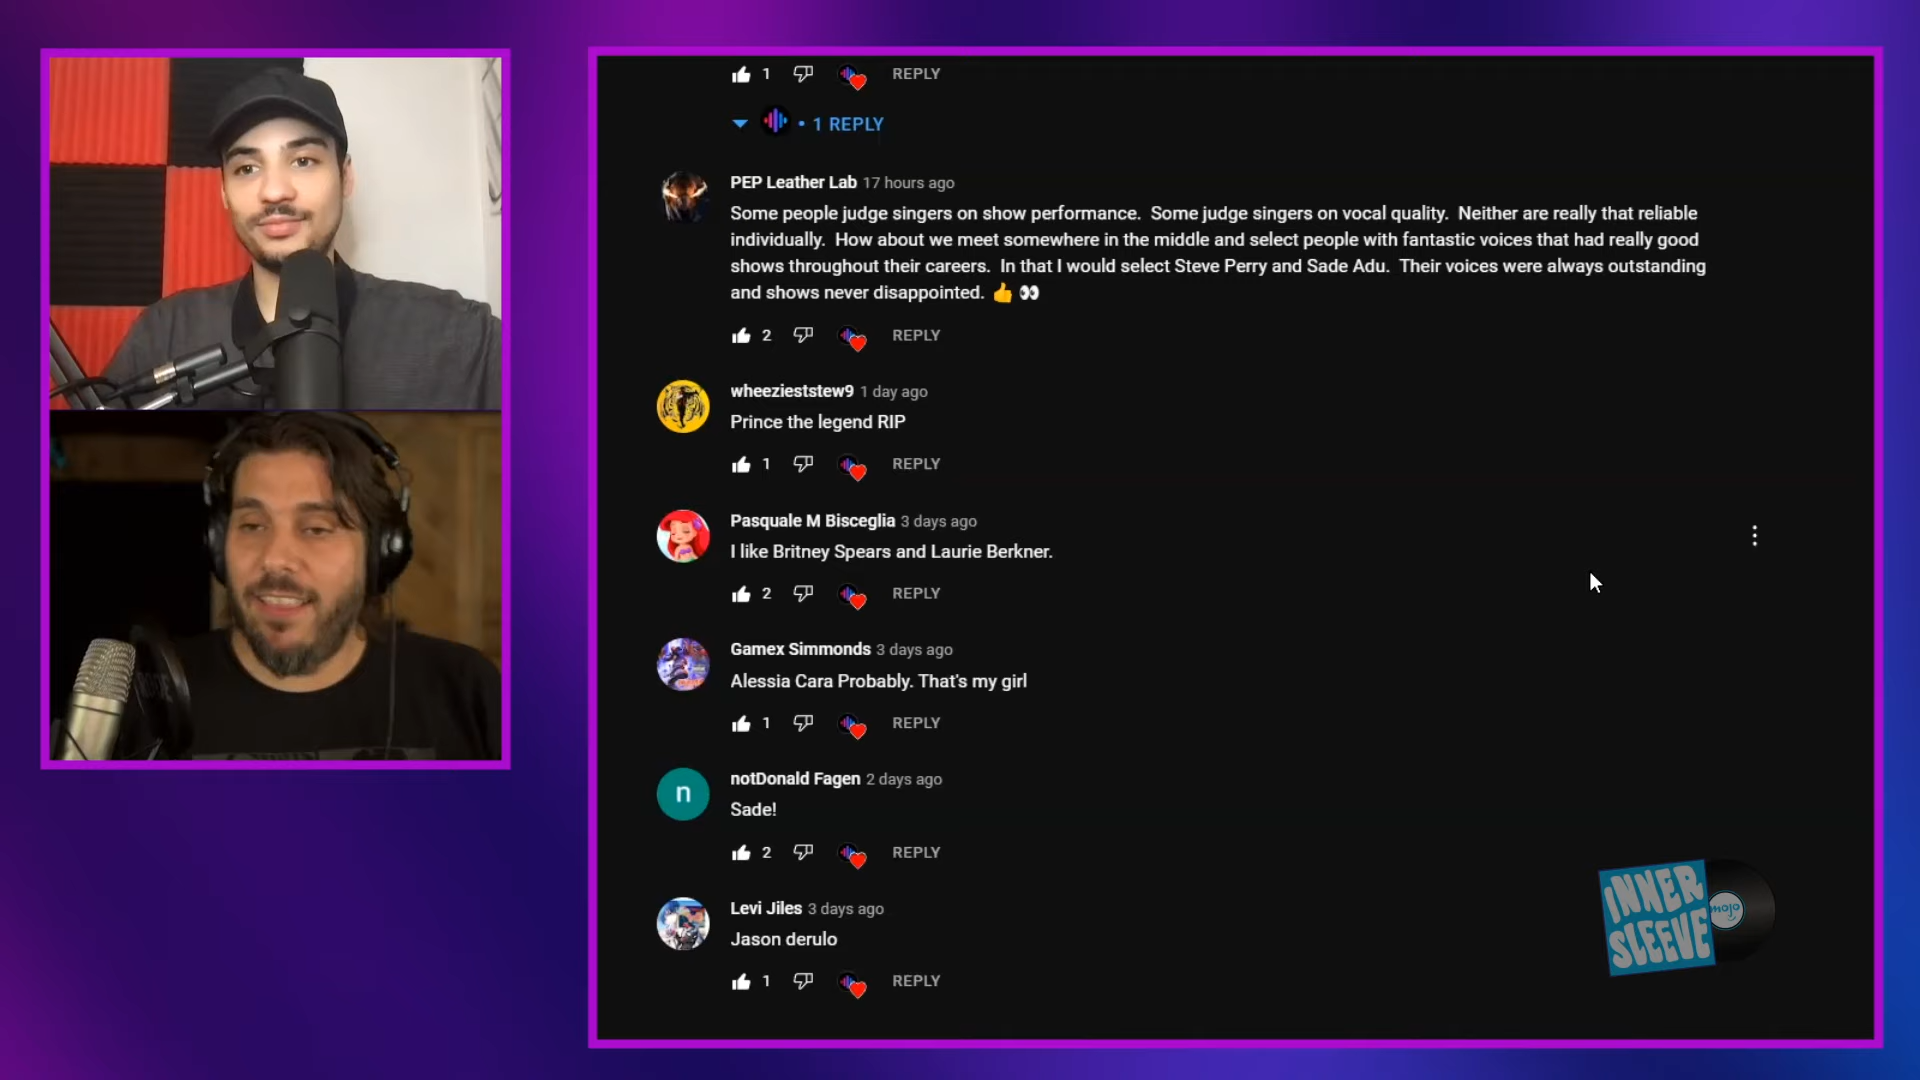 1 REPLY
• 1 REPLY
PEP Leather Lab 17 hours ago
Some people judge singers on show performance. Some judge singers on vocal quality. Neither are really that reliable
individually. How about we meet somewhere in the middle and select people with fantastic voices that had really good
shows throughout their careers. In that I would select Steve Perry and Sade Adu. Their voices were always outstanding
and shows never disappointed. 👍 👀
2 REPLY
wheezieststew9 1 day ago
Prince the legend RIP
1 REPLY
Pasquale M Bisceglia 3 days ago
I like Britney Spears and Laurie Berkner.
2 REPLY
Gamex Simmonds 3 days ago
Alessia Cara Probably. That's my girl
1 REPLY
n
notDonald Fagen 2 days ago
Sade!
2 REPLY
Levi Jiles 3 days ago
Jason derulo
1 REPLY
INNER
SLEEVE
mojo